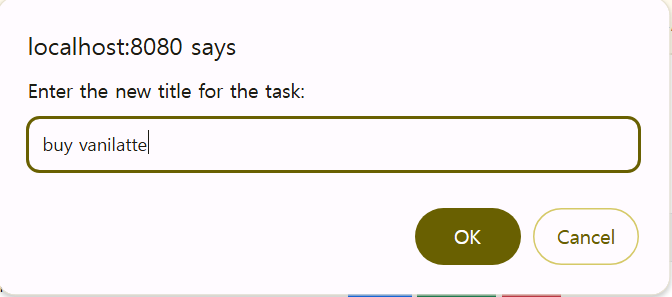 localhost:8080 says
Enter the new title for the task:
buy vanilatte
OK
Cancel